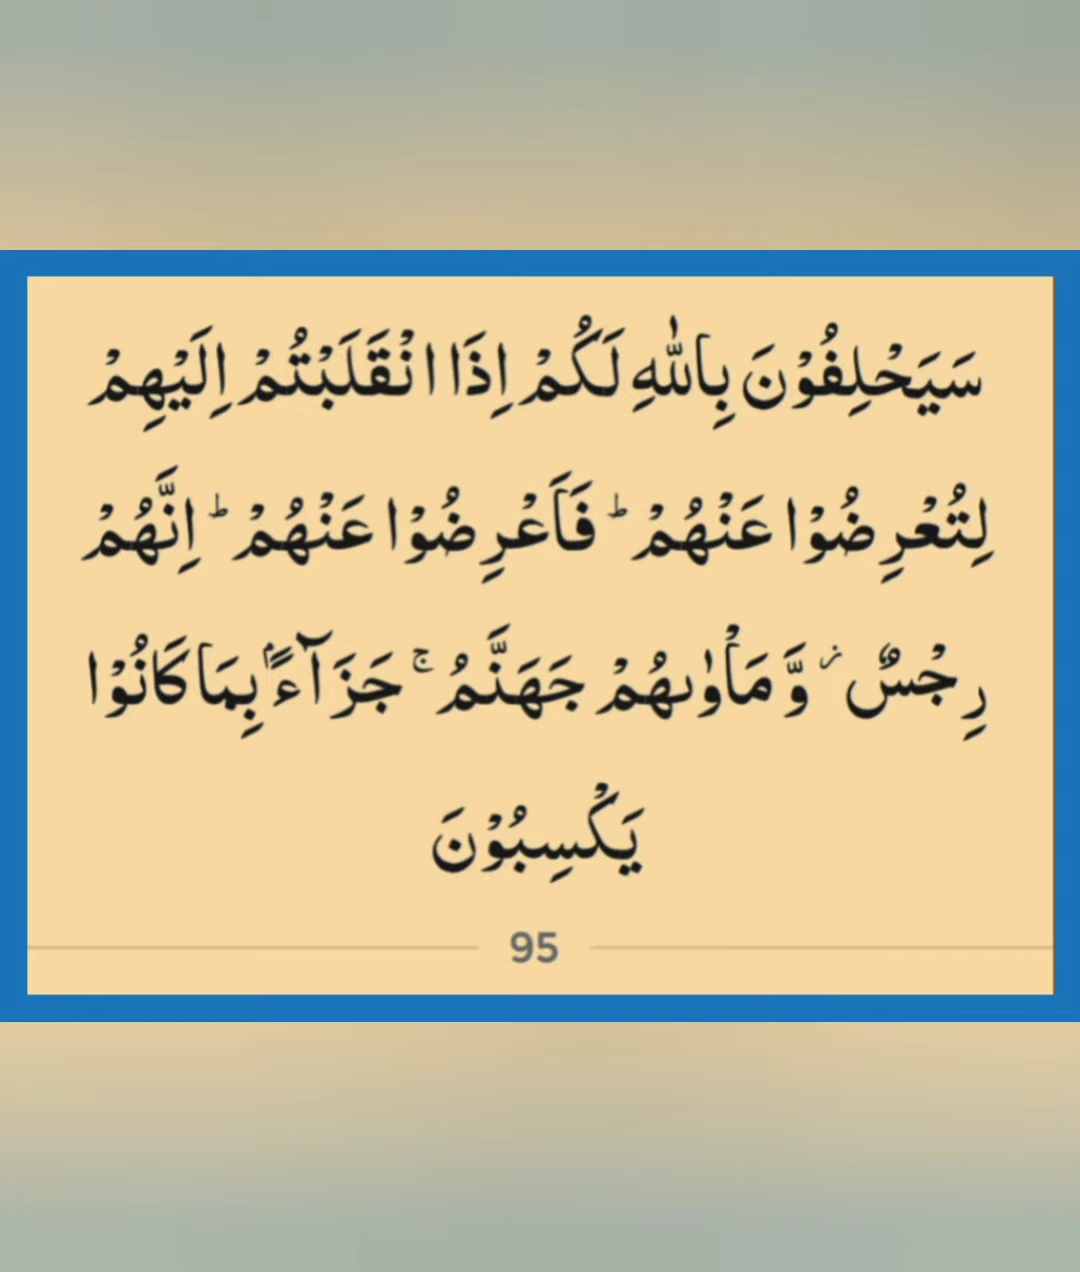 سَيَحْلِفُوْنَ بِاللّٰهِ لَكُمْ اِذَا انْقَلَبْتُمْ اِلَيْهِمْ
لِتُعْرِضُوْا عَنْهُمْ ؕ فَاَعْرِضُوْا عَنْهُمْ ؕ اِنَّهُمْ
رِجْسٌ ؗ وَّ مَاْوٰىهُمْ جَهَنَّمُ ۚ جَزَآءًۢ بِمَا كَانُوْا
يَكْسِبُوْنَ
95